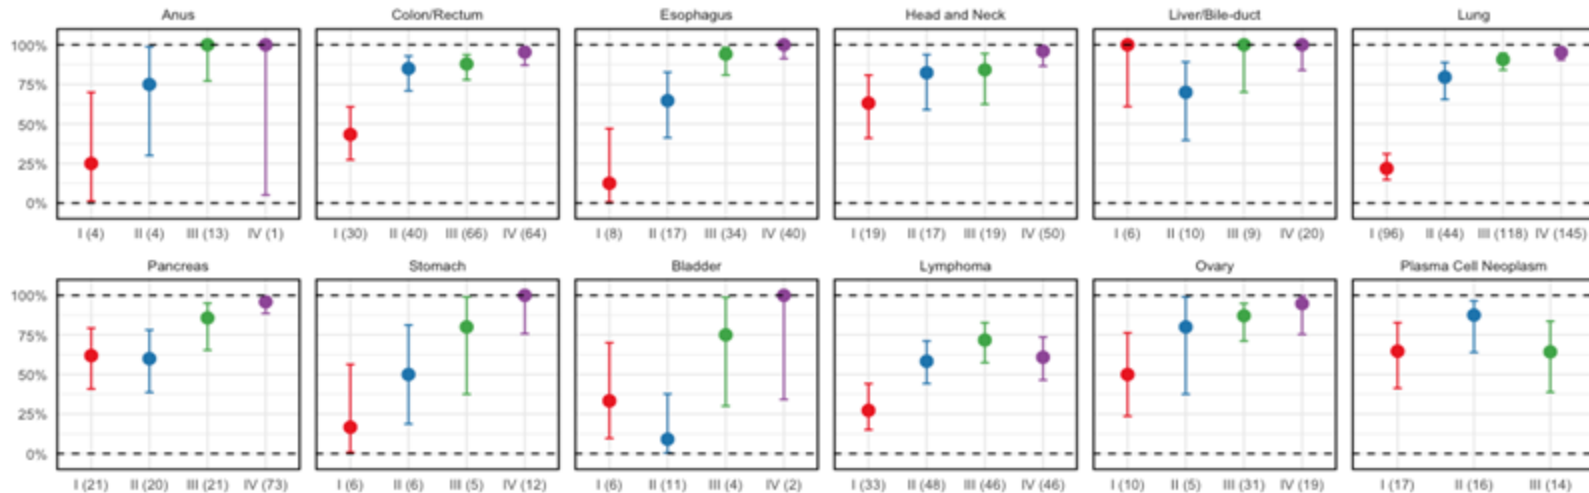 Anus Colon/Rectum Esophagus Head and Neck Liver/Bile-duct Lung
100%
75%
50%
25%
0%
I (4) II (4) III (13) IV (1) I (30) II (40) III (66) IV (64) I (8) II (17) III (34) IV (40) I (19) II (17) III (19) IV (50) I (6) II (10) III (9) IV (20) I (96) II (44) III (118) IV (145)
Pancreas Stomach Bladder Lymphoma Ovary Plasma Cell Neoplasm
100%
75%
50%
25%
0%
I (21) II (20) III (21) IV (73) I (6) II (6) III (5) IV (12) I (6) II (11) III (4) IV (2) I (33) II (48) III (46) IV (46) I (10) II (5) III (31) IV (19) I (17) II (16) III (14)